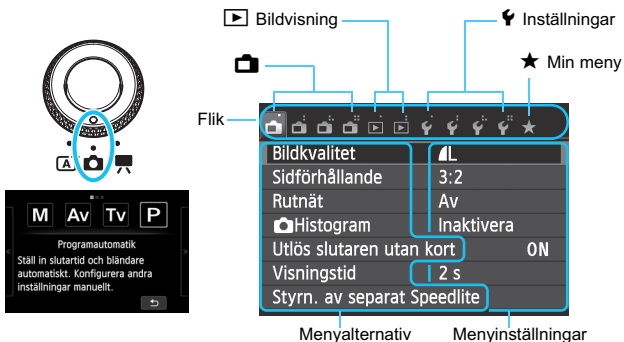 Bildvisning
Inställningar
Min meny
Flik
A
Bildkvalitet L
Sidförhållande 3:2
Rutnät Av
Histogram Inaktivera
Utlös slutaren utan kort ON
Visningstid 2 s
Styrn. av separat Speedlite
M Av Tv P
Programautomatik
Ställ in slutartid och bländare
automatiskt. Konfigurera andra
inställningar manuellt.
Menyalternativ
Menyinställningar